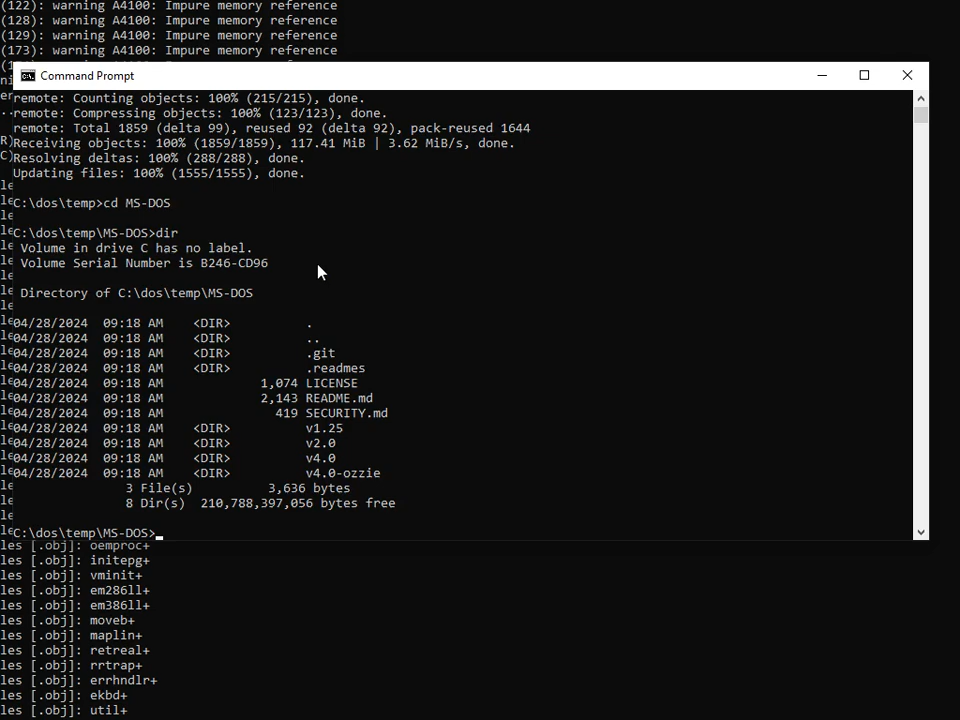 (122): warning A4100: Impure memory reference
(128): warning A4100: Impure memory reference
(129): warning A4100: Impure memory reference
(173): warning A4100: Impure memory reference
Command Prompt
remote: Counting objects: 100% (215/215), done.
remote: Compressing objects: 100% (123/123), done.
remote: Total 1859 (delta 99), reused 92 (delta 92), pack-reused 1644
Receiving objects: 100% (1859/1859), 117.41 MiB | 3.62 MiB/s, done.
Resolving deltas: 100% (288/288), done.
Updating files: 100% (1555/1555), done.
C:\dos\temp>cd MS-DOS
C:\dos\temp\MS-DOS>dir
Volume in drive C has no label.
Volume Serial Number is B246-CD96
Directory of C:\dos\temp\MS-DOS
04/28/2024 09:18 AM <DIR> .
04/28/2024 09:18 AM <DIR> ..
04/28/2024 09:18 AM <DIR> .git
04/28/2024 09:18 AM <DIR> .readmes
04/28/2024 09:18 AM 1,074 LICENSE
04/28/2024 09:18 AM 2,143 README.md
04/28/2024 09:18 AM 419 SECURITY.md
04/28/2024 09:18 AM <DIR> v1.25
04/28/2024 09:18 AM <DIR> v2.0
04/28/2024 09:18 AM <DIR> v4.0
04/28/2024 09:18 AM <DIR> v4.0-ozzie
3 File(s) 3,636 bytes
8 Dir(s) 210,788,397,056 bytes free
C:\dos\temp\MS-DOS>
les [.obj]: oemproc+
les [.obj]: initepg+
les [.obj]: vminit+
les [.obj]: em286ll+
les [.obj]: em386ll+
les [.obj]: moveb+
les [.obj]: maplin+
les [.obj]: retreal+
les [.obj]: rrtrap+
les [.obj]: errhndlr+
les [.obj]: ekbd+
les [.obj]: util+